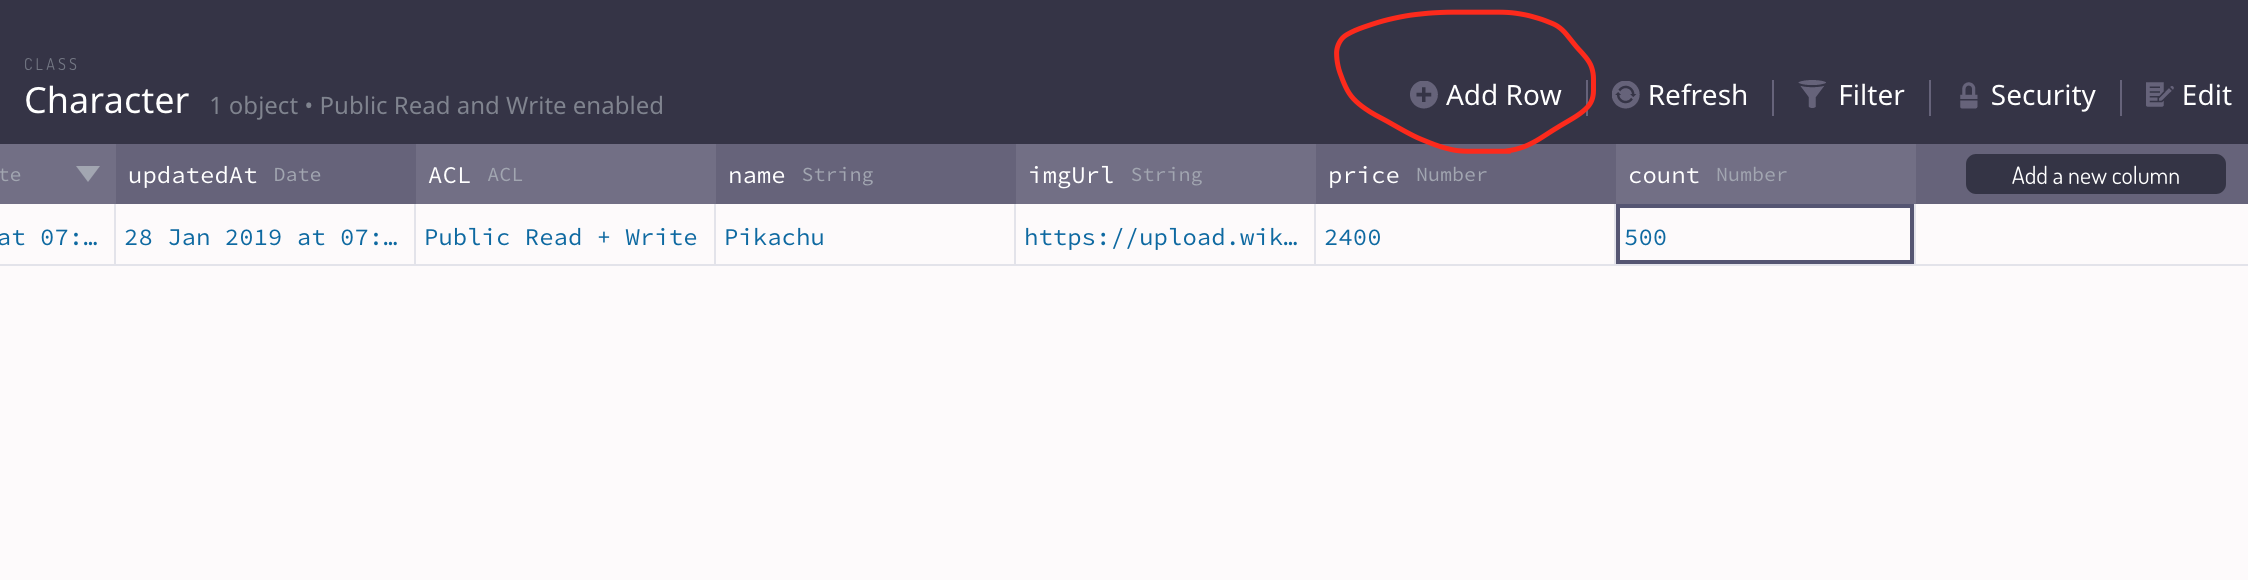 CLASS
Character 1 object • Public Read and Write enabled
Add Row Refresh Filter Security Edit
te updatedAt Date ACL ACL name String imgUrl String price Number count Number Add a new column
at 07:… 28 Jan 2019 at 07:… Public Read + Write Pikachu https://upload.wik… 2400 500